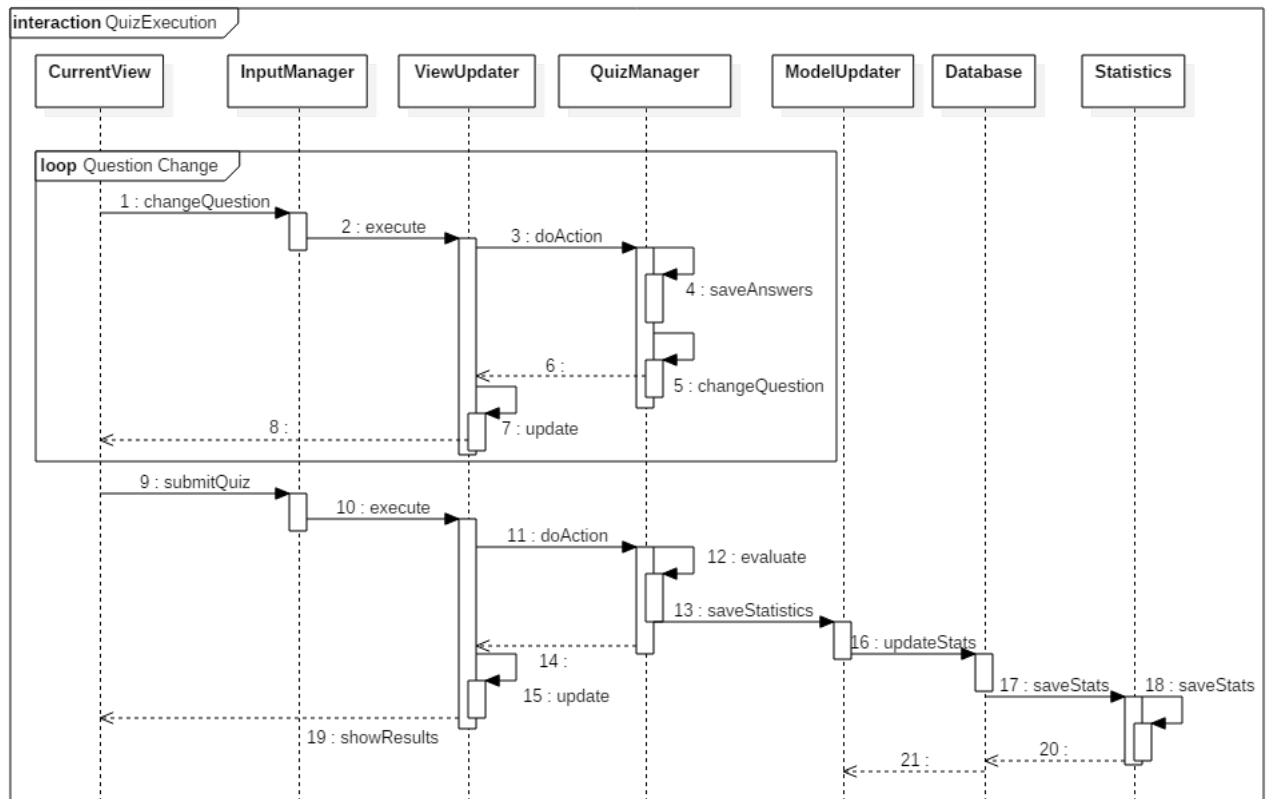 interaction QuizExecution
CurrentView InputManager ViewUpdater QuizManager ModelUpdater Database Statistics
loop Question Change
1 : changeQuestion
2 : execute
3 : doAction
4 : saveAnswers
6 :
5 : changeQuestion
8 :
7 : update
9 : submitQuiz
10 : execute
11 : doAction
12 : evaluate
13 : saveStatistics
16 : updateStats
14 :
17 : saveStats
18 : saveStats
15 : update
19 : showResults
20 :
21 :